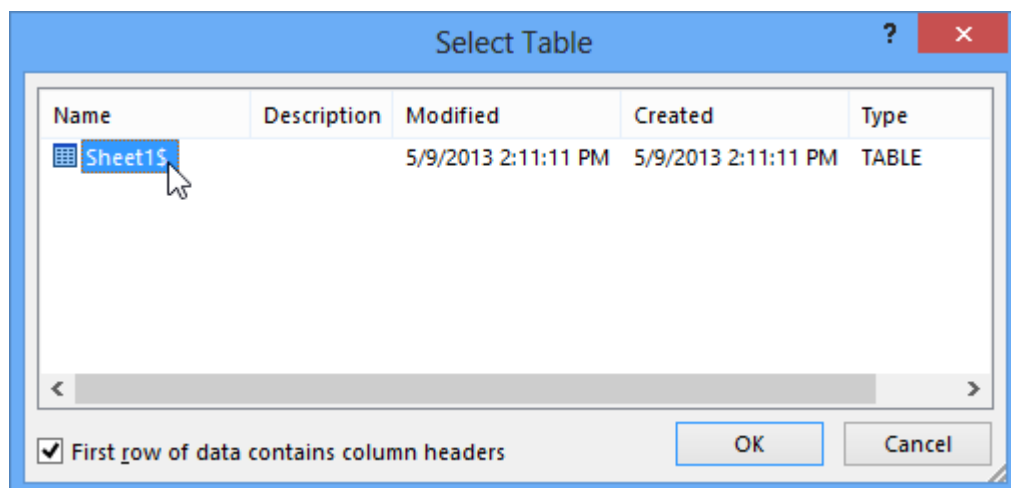 Select Table
?
Name Description Modified Created Type
Sheet1$ 5/9/2013 2:11:11 PM 5/9/2013 2:11:11 PM TABLE
First row of data contains column headers OK Cancel